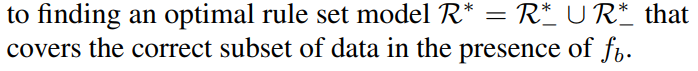 to finding an optimal rule set model R* = R*_ ∪ R*_ that
covers the correct subset of data in the presence of f_b.